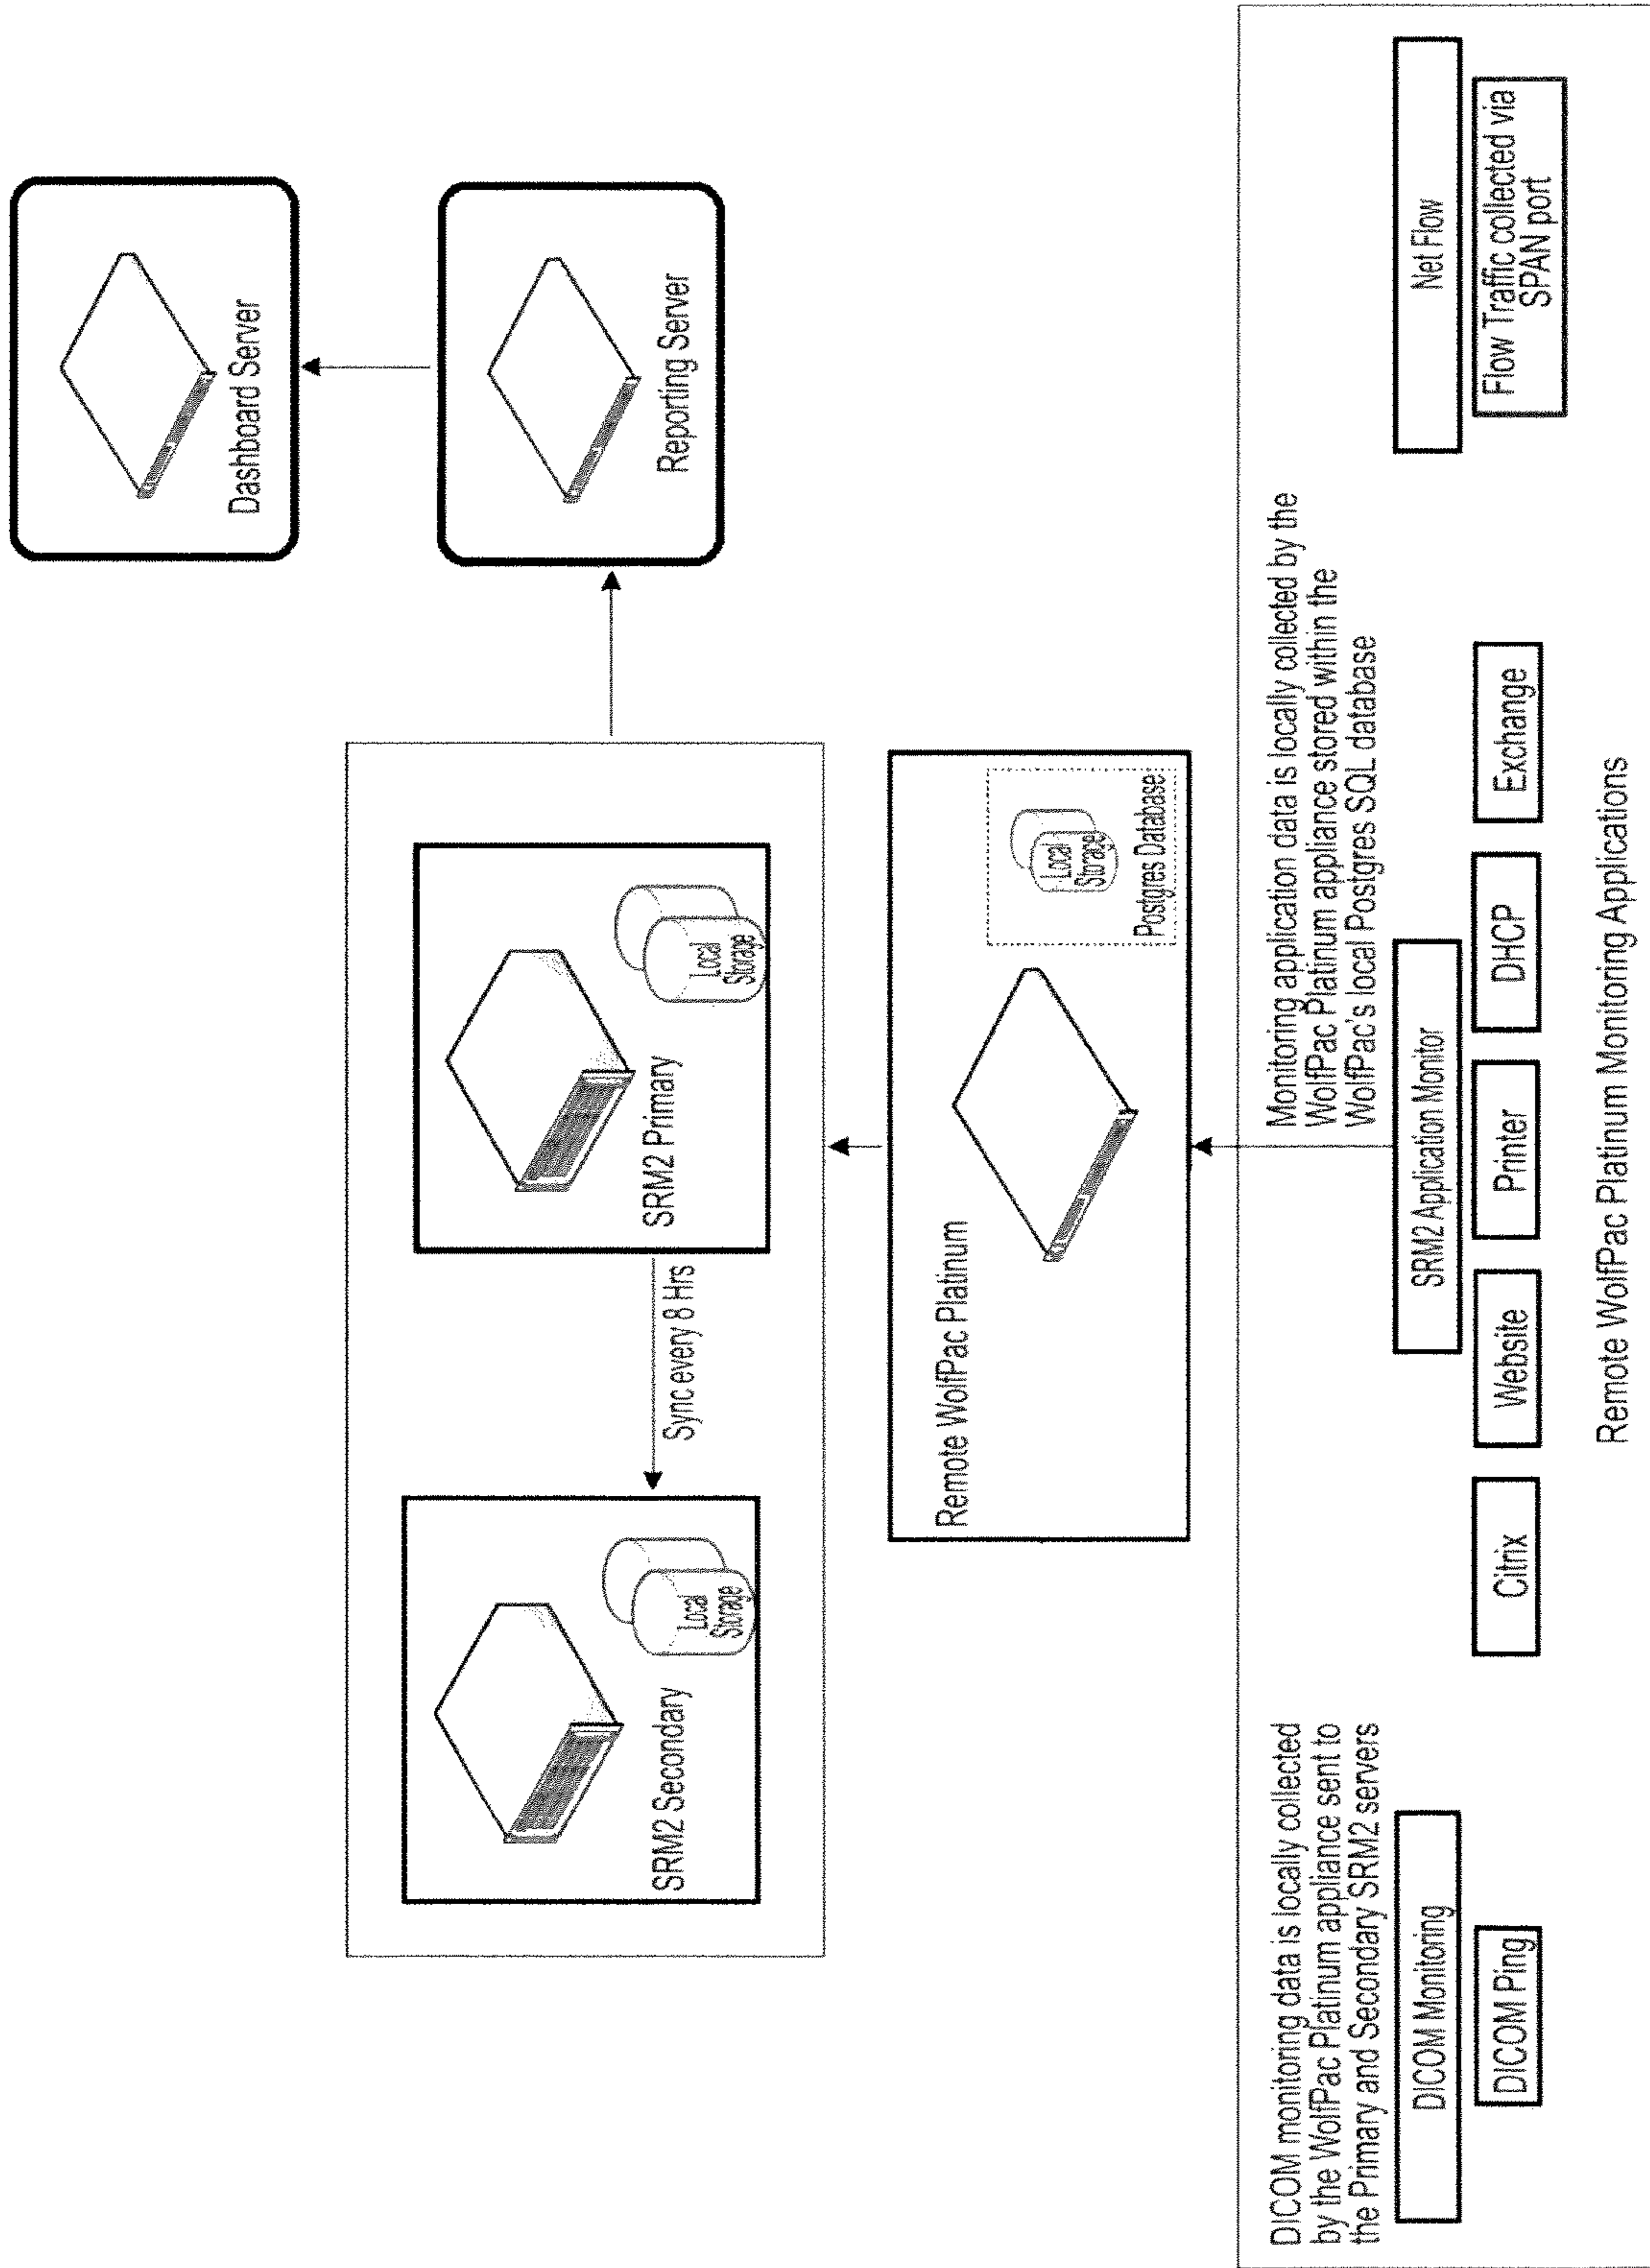 Dashboard Server
Reporting Server
SRM2 Secondary
Local
Storage
Sync every 8 Hrs
SRM2 Primary
Local
Storage
Remote WolfPac Platinum
Local
Storage
Postgres Database
DICOM monitoring data is locally collected
by the WolfPac Platinum appliance sent to
the Primary and Secondary SRM2 servers
Monitoring application data is locally collected by the
WolfPac Platinum appliance stored within the
WolfPac's local Postgres SQL database
DICOM Monitoring
DICOM Ping
SRM2 Application Monitor
Citrix
Website
Printer
DHCP
Exchange
Net Flow
Flow Traffic collected via
SPAN port
Remote WolfPac Platinum Monitoring Applications